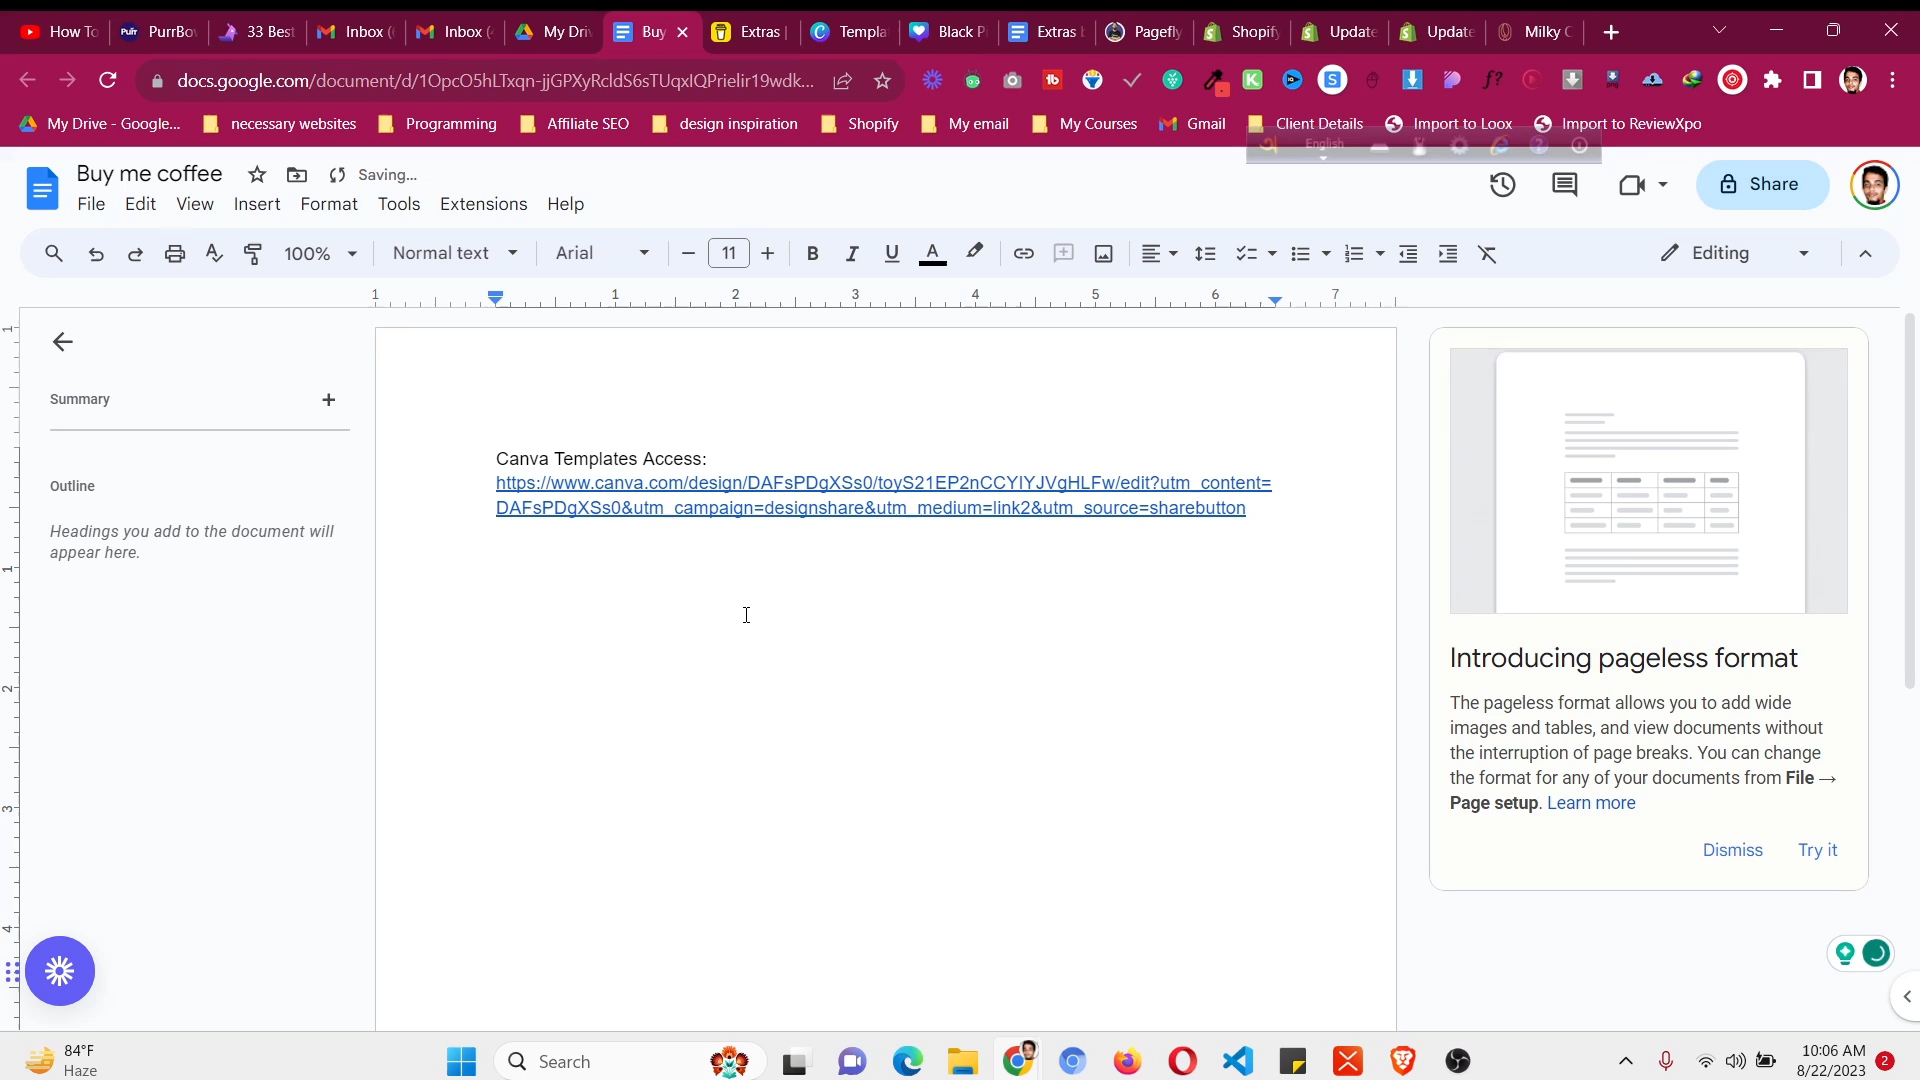 How To
PurrBo
33 Best
Inbox (
Inbox (
My Driv
Buy
Extras |
Templa
Black P
Extras b
Pagefly
Shopify
Update
Update
Milky C
docs.google.com/document/d/1OpcO5hLTxqn-jjGPXyRcldS6sTUqxIQPrielir19wdk...
My Drive - Google...
necessary websites
Programming
Affiliate SEO
design inspiration
Shopify
My email
My Courses
Gmail
Client Details
Import to Loox
Import to ReviewXpo
English
Buy me coffee
Saving...
File Edit View Insert Format Tools Extensions Help
Share
100%
Normal text
Arial
11
Editing
1 1 2 3 4 5 6 7
Summary
Outline
Headings you add to the document will
appear here.
Canva Templates Access:
https://www.canva.com/design/DAFsPDgXSs0/toyS21EP2nCCYIYJVgHLFw/edit?utm_content=
DAFsPDgXSs0&utm_campaign=designshare&utm_medium=link2&utm_source=sharebutton
Introducing pageless format
The pageless format allows you to add wide
images and tables, and view documents without
the interruption of page breaks. You can change
the format for any of your documents from File →
Page setup. Learn more
Dismiss
Try it
1
1
2
3
4
84°F
Haze
Search
10:06 AM
8/22/2023
2